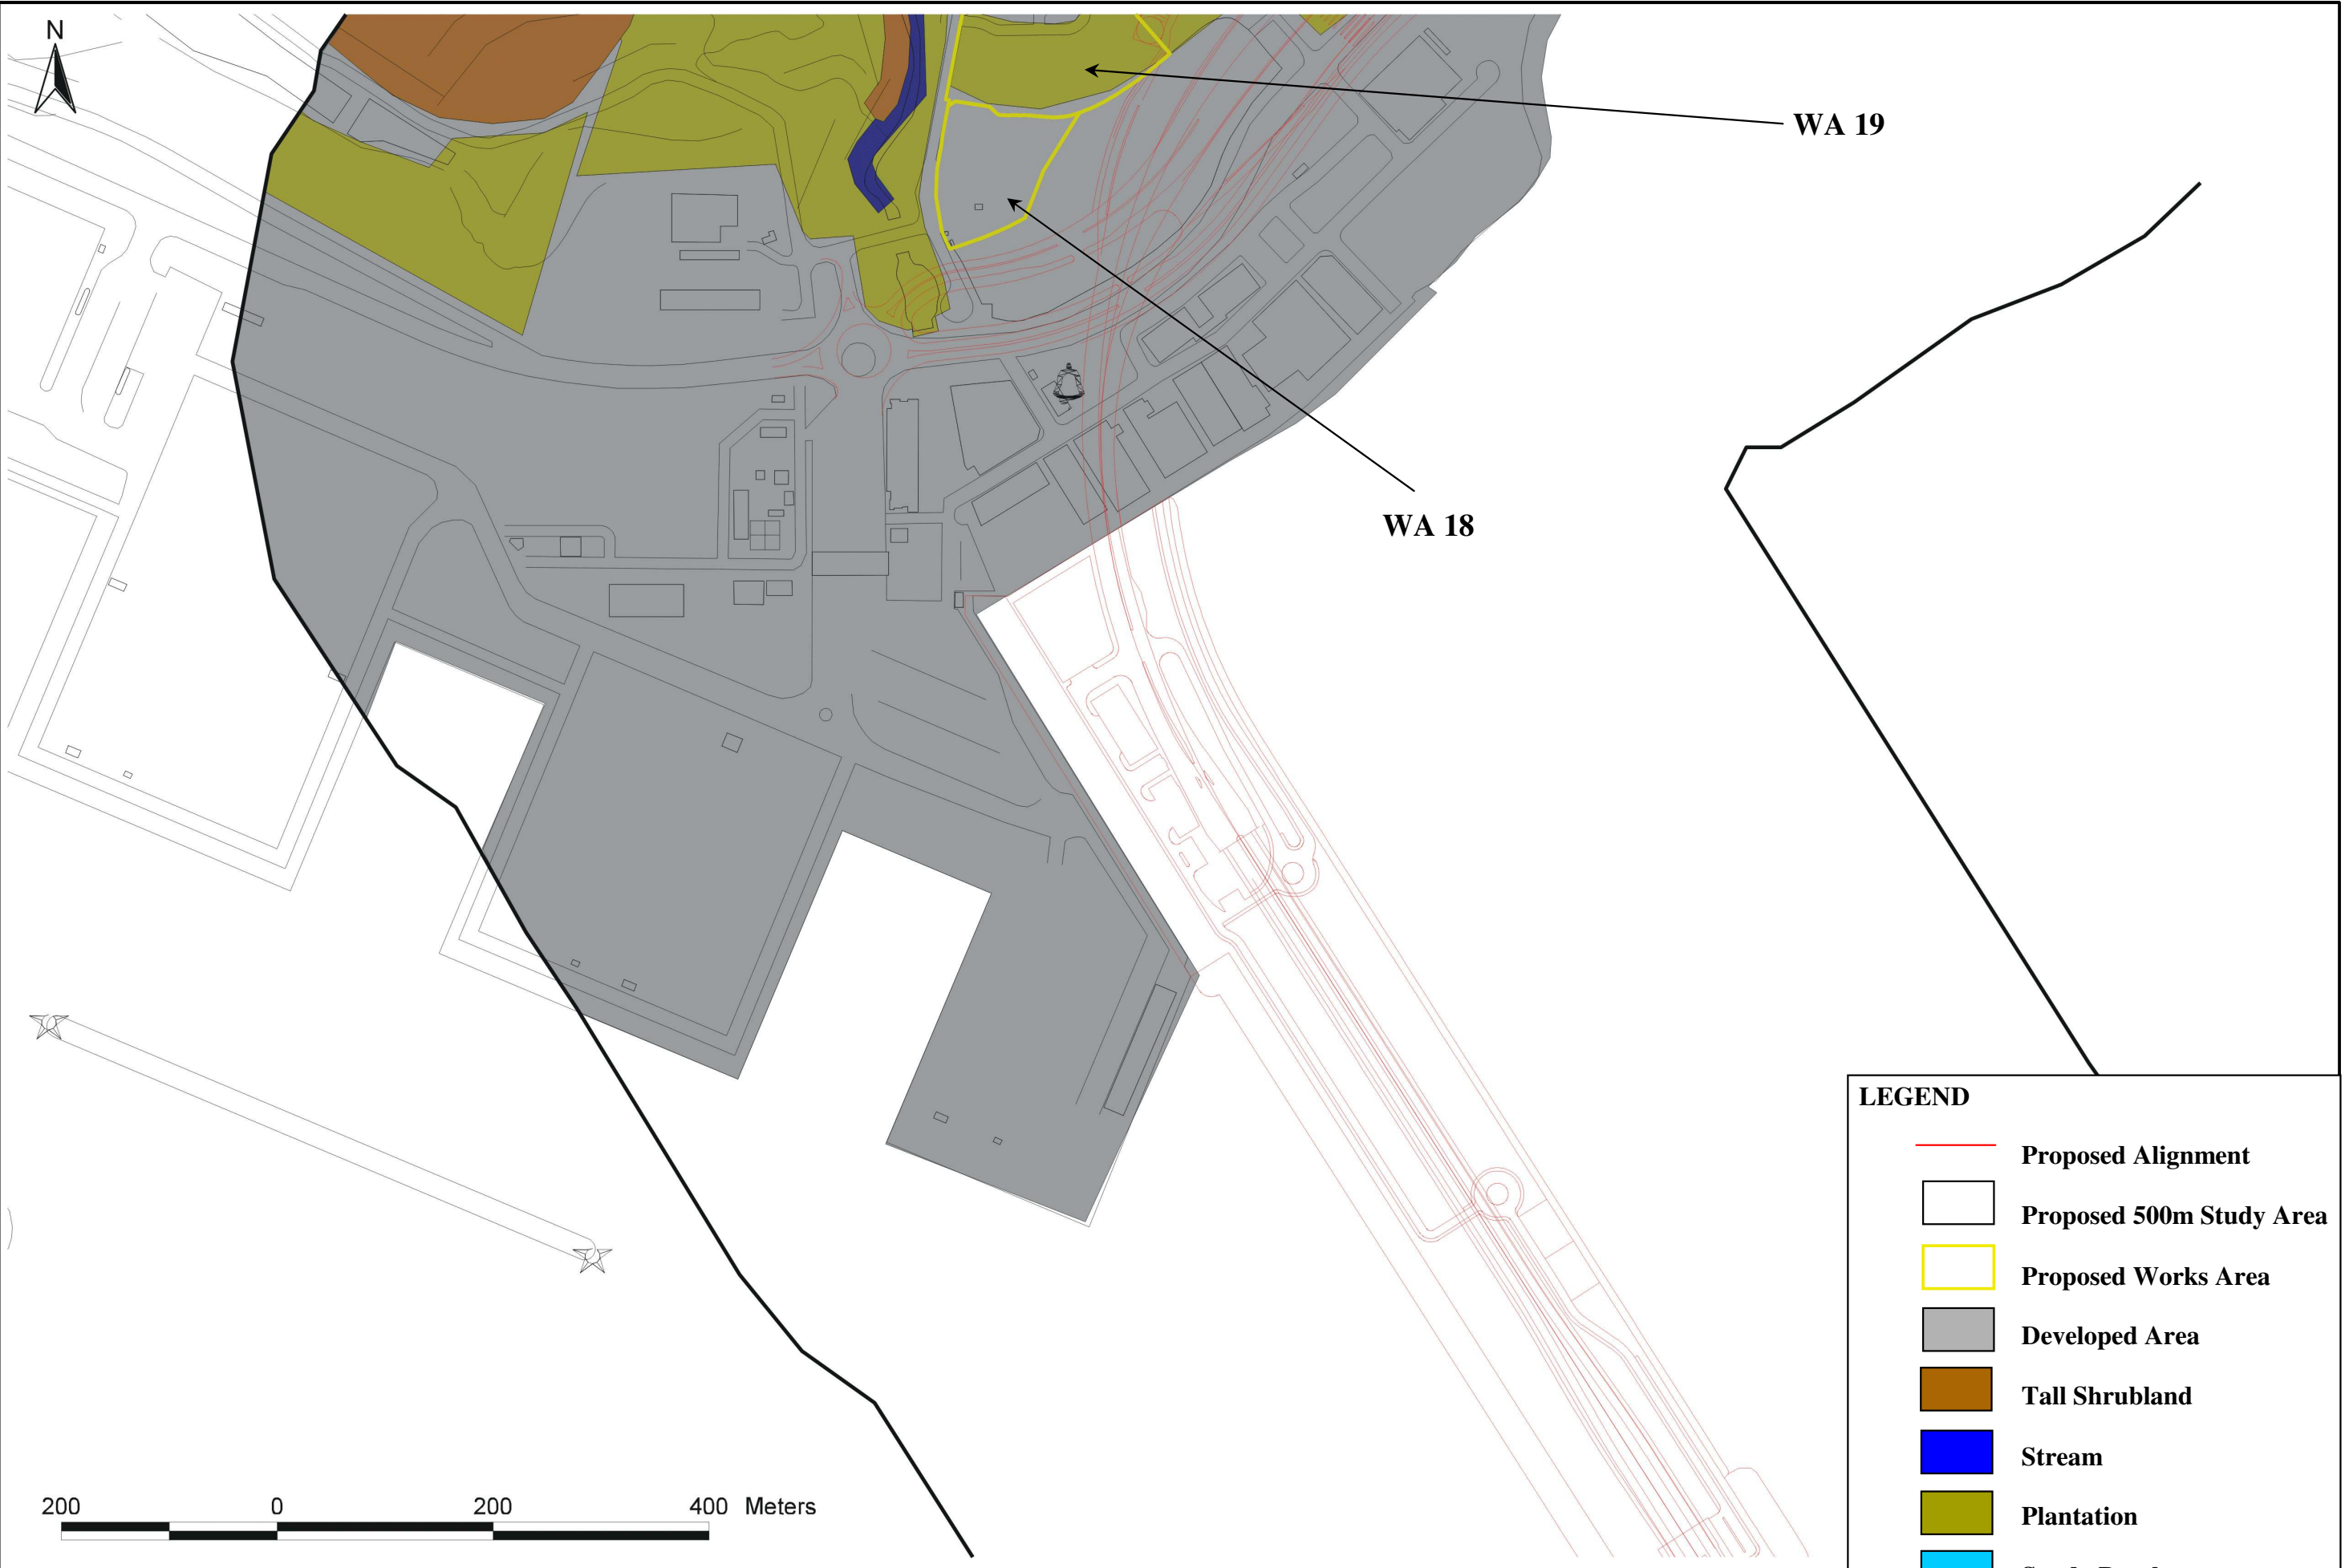 N
WA 19
WA 18
LEGEND
Proposed Alignment
Proposed 500m Study Area
Proposed Works Area
Developed Area
Tall Shrubland
Stream
Plantation
200 0 200 400 Meters